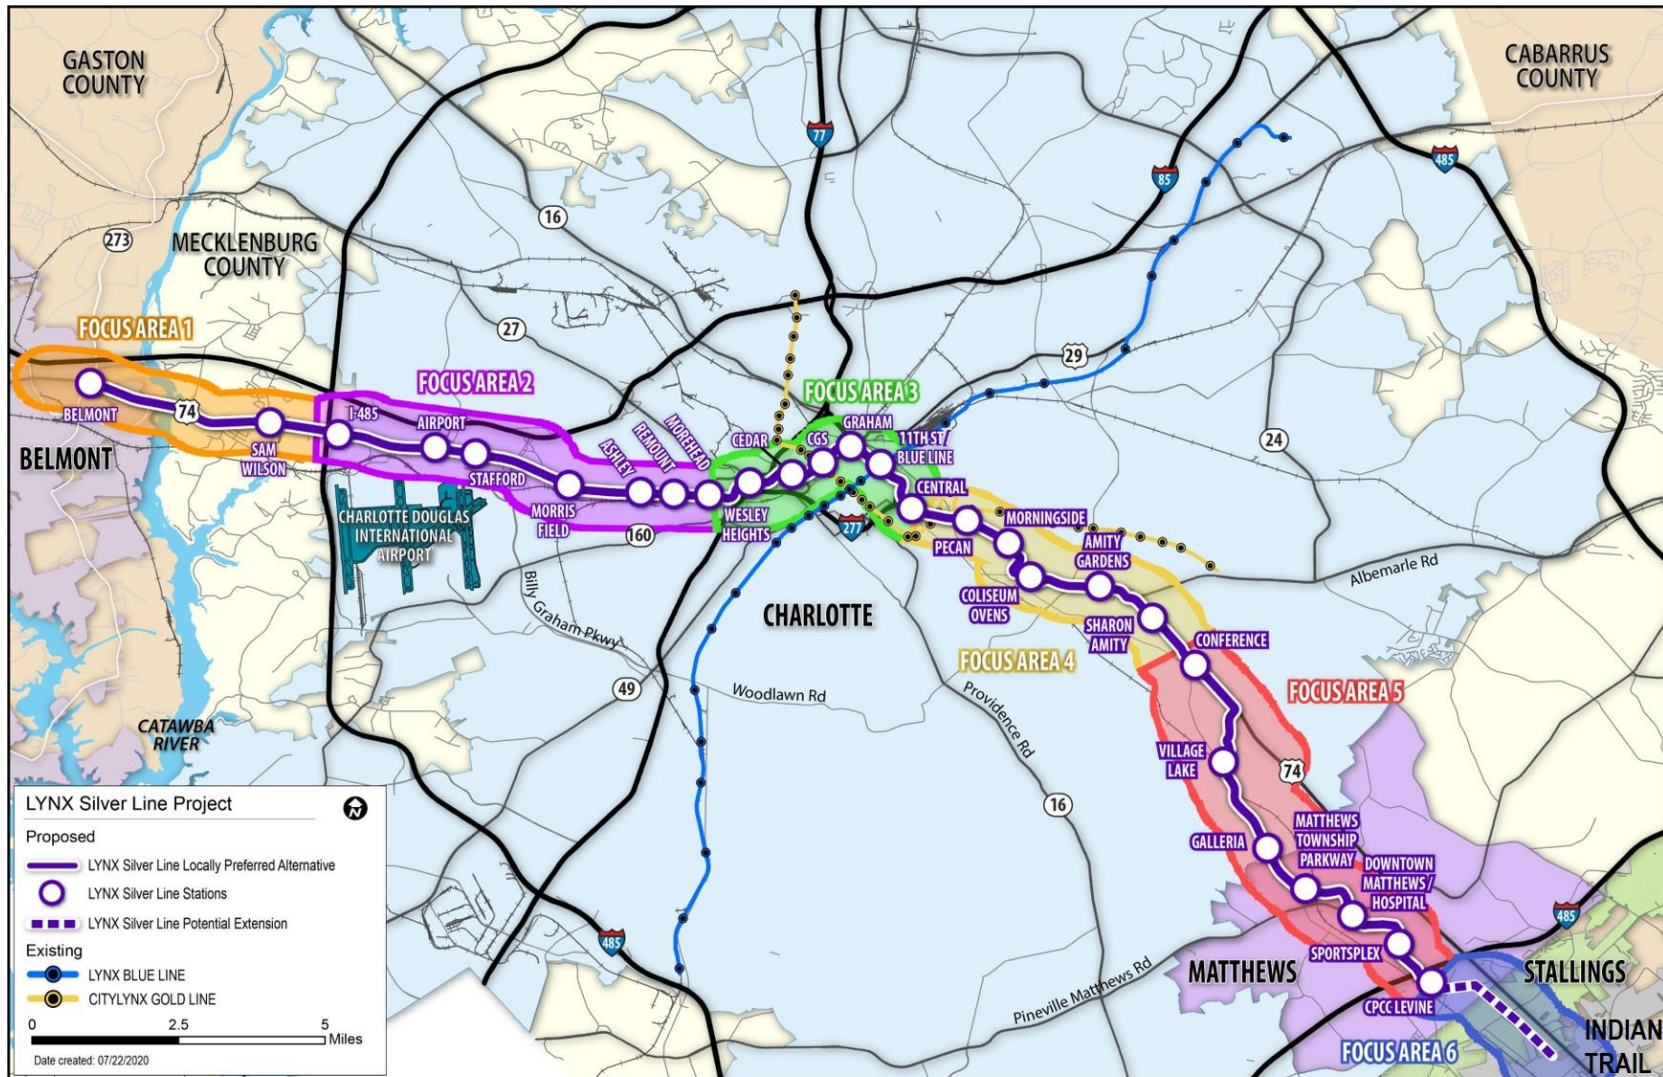 GASTON
COUNTY
CABARRUS
COUNTY
77
485
85
16
273
MECKLENBURG
COUNTY
27
29
FOCUS AREA 1
FOCUS AREA 2
FOCUS AREA 3
24
74
BELMONT
SAM
WILSON
BELMONT
I-485
AIRPORT
STAFFORD
MORRIS
FIELD
ASHLEY
REMOUNT
MOREHEAD
WESLEY
HEIGHTS
CEDAR
CGS
GRAHAM
11TH ST/
BLUE LINE
CENTRAL
PECAN
MORNINGSIDE
COLISEUM
OVENS
AMITY
GARDENS
SHARON
AMITY
CONFERENCE
CHARLOTTE DOUGLAS
INTERNATIONAL
AIRPORT
160
277
Billy Graham Pkwy
CHARLOTTE
Albemarle Rd
FOCUS AREA 4
FOCUS AREA 5
49
Woodlawn Rd
Providence Rd
CATAWBA
RIVER
VILLAGE
LAKE
74
16
GALLERIA
MATTHEWS
TOWNSHIP
PARKWAY
DOWNTOWN
MATTHEWS /
HOSPITAL
SPORTSPLEX
CPCC LEVINE
485
485
Pineville Matthews Rd
MATTHEWS
STALLINGS
INDIAN
TRAIL
FOCUS AREA 6
LYNX Silver Line Project
N
Proposed
LYNX Silver Line Locally Preferred Alternative
LYNX Silver Line Stations
LYNX Silver Line Potential Extension
Existing
LYNX BLUE LINE
CITYLYNX GOLD LINE
0 2.5 5
Miles
Date created: 07/22/2020